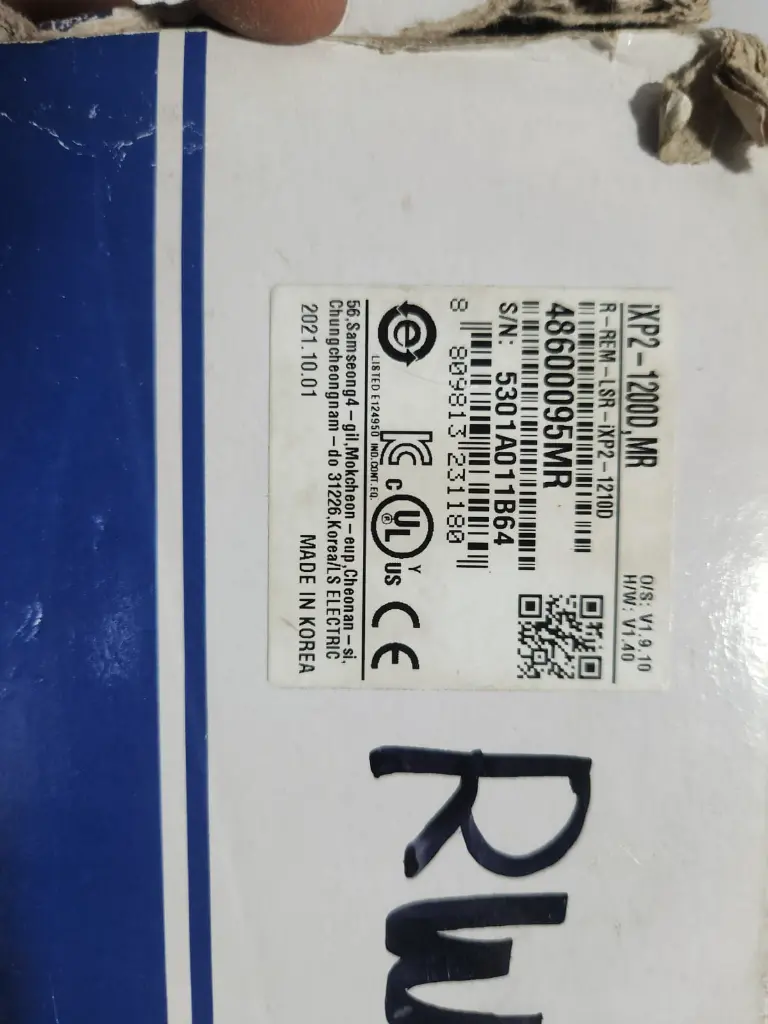 iXP2-1200D,MR
R-REM-LSR-iXP2-1210D
O/S: V1.9.10
H/W: V1.40
48600095MR
S/N: 5301A011B64
8 809813 231180
LISTED E124950 IND.CONT.EQ.
C UL US
Y
CE
56,Samseong4-gil,Mokcheon-eup,Cheonan-si,
Chungcheongnam-do 31226,Korea/LS ELECTRIC
2021.10.01 MADE IN KOREA
RW